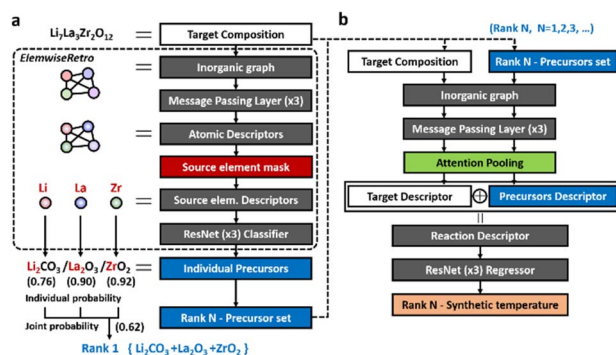 a
Li₇La₃Zr₂O₁₂
=
Target Composition
ElemwiseRetro
=
Inorganic graph
Message Passing Layer (x3)
=
Atomic Descriptors
Source element mask
Li La Zr
=
Source elem. Descriptors
ResNet (x3) Classifier
Li₂CO₃/La₂O₃/ZrO₂
=
Individual Precursors
(0.76) (0.90) (0.92)
Individual probability
Joint probability (0.62)
Rank N - Precursor set
Rank 1 { Li₂CO₃+La₂O₃+ZrO₂ }
b
(Rank N, N=1,2,3, ...)
Target Composition
Rank N - Precursors set
Inorganic graph
Message Passing Layer (x3)
Attention Pooling
Target Descriptor ⊕ Precursors Descriptor
=
Reaction Descriptor
ResNet (x3) Regressor
Rank N - Synthetic temperature